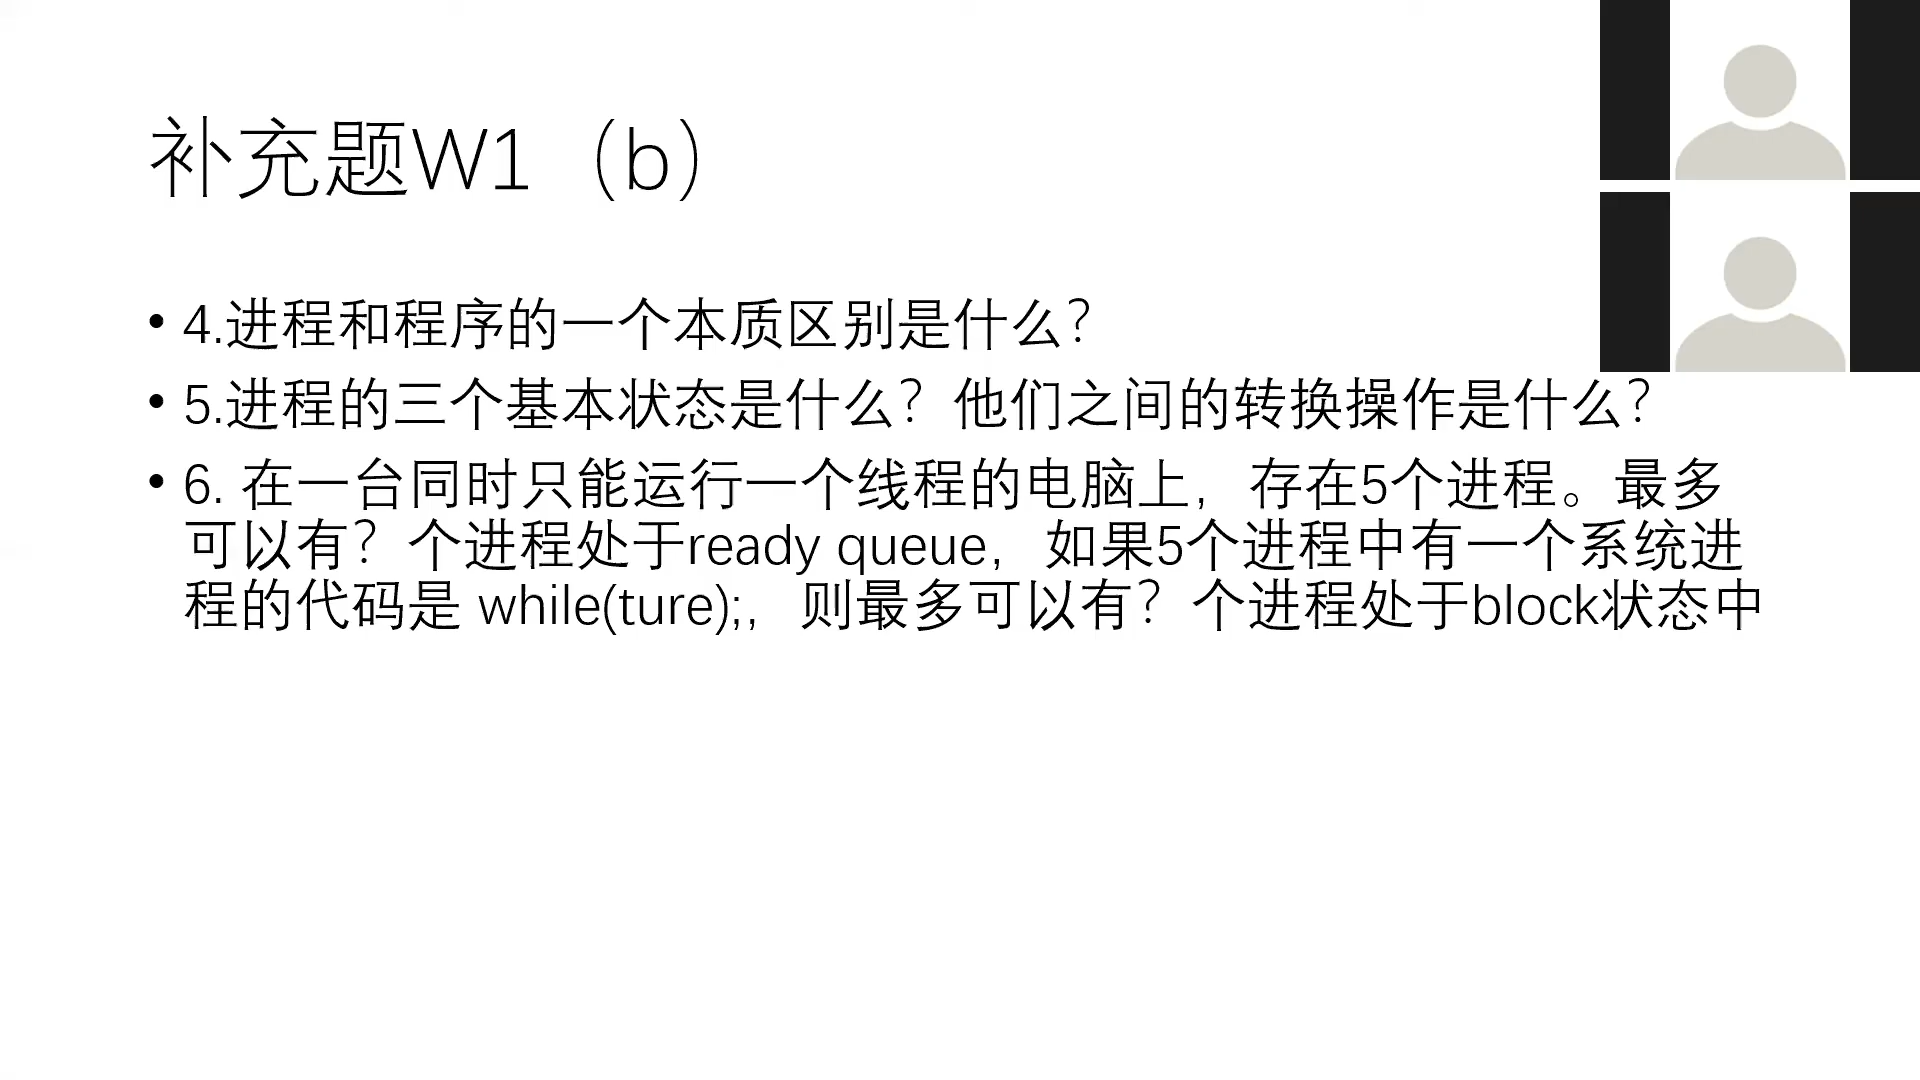 补充题W1（b）
• 4.进程和程序的一个本质区别是什么？
• 5.进程的三个基本状态是什么？他们之间的转换操作是什么？
• 6. 在一台同时只能运行一个线程的电脑上，存在5个进程。最多
可以有？个进程处于ready queue，如果5个进程中有一个系统进
程的代码是 while(ture);，则最多可以有？个进程处于block状态中